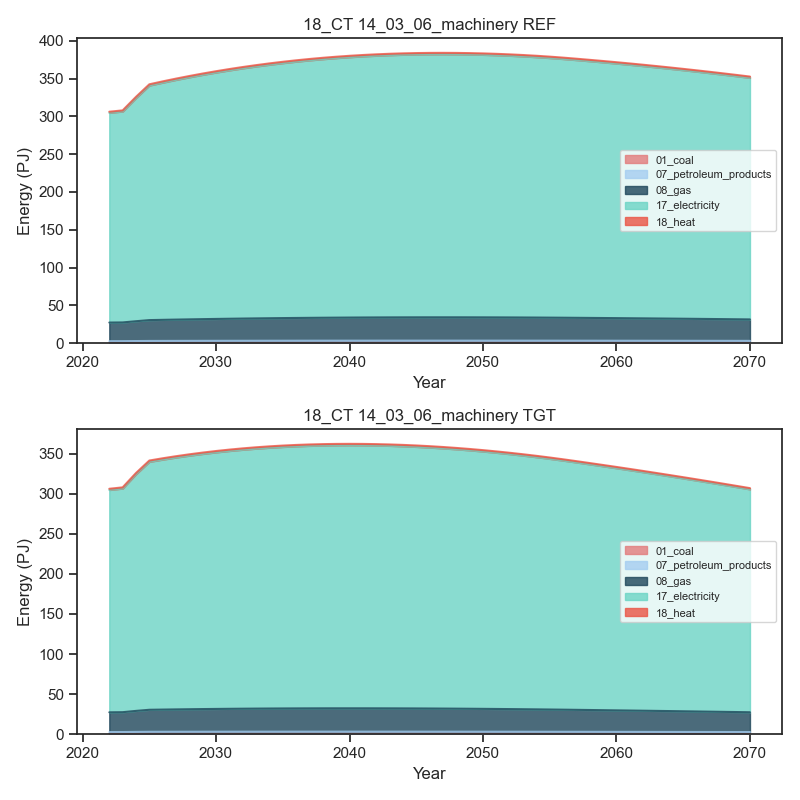 18_CT 14_03_06_machinery REF
400
350
300
250
200
150
100
50
0
Energy (PJ)
01_coal
07_petroleum_products
08_gas
17_electricity
18_heat
2020 2030 2040 2050 2060 2070
Year
18_CT 14_03_06_machinery TGT
350
300
250
200
150
100
50
0
Energy (PJ)
01_coal
07_petroleum_products
08_gas
17_electricity
18_heat
2020 2030 2040 2050 2060 2070
Year